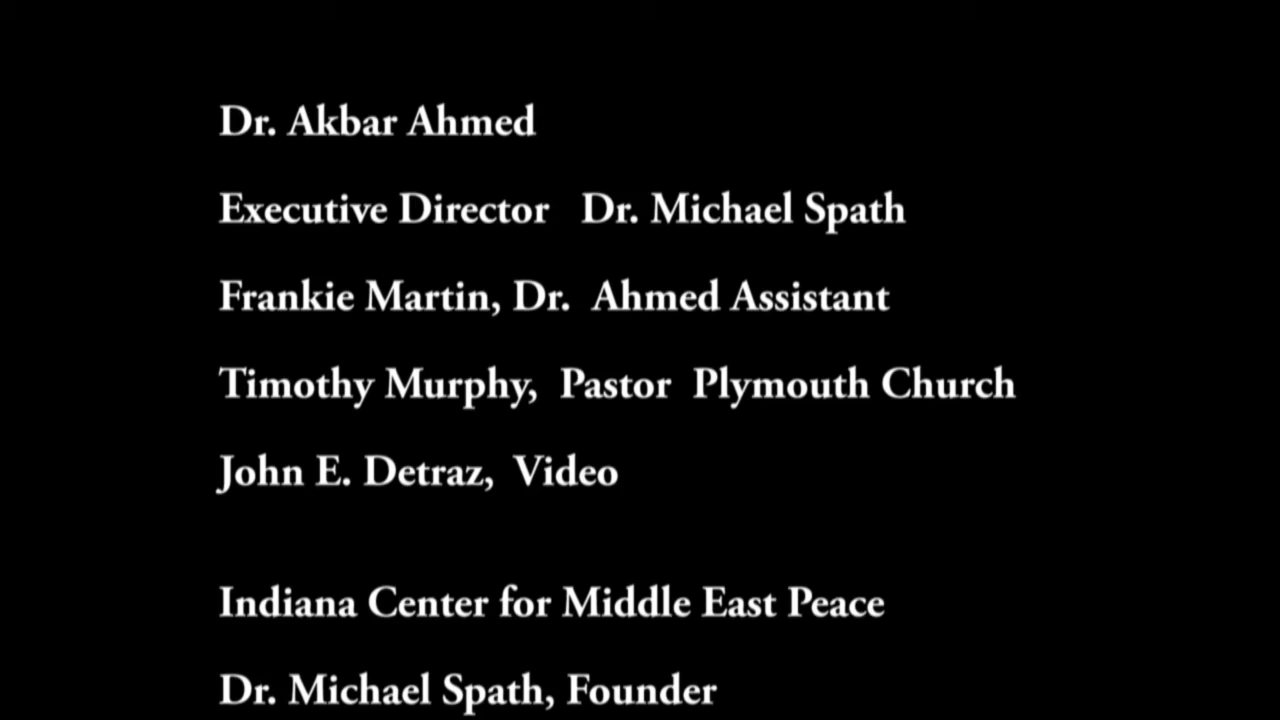 Dr. Akbar Ahmed
Executive Director   Dr. Michael Spath
Frankie Martin, Dr.  Ahmed Assistant
Timothy Murphy,  Pastor  Plymouth Church
John E. Detraz,  Video
Indiana Center for Middle East Peace
Dr. Michael Spath, Founder